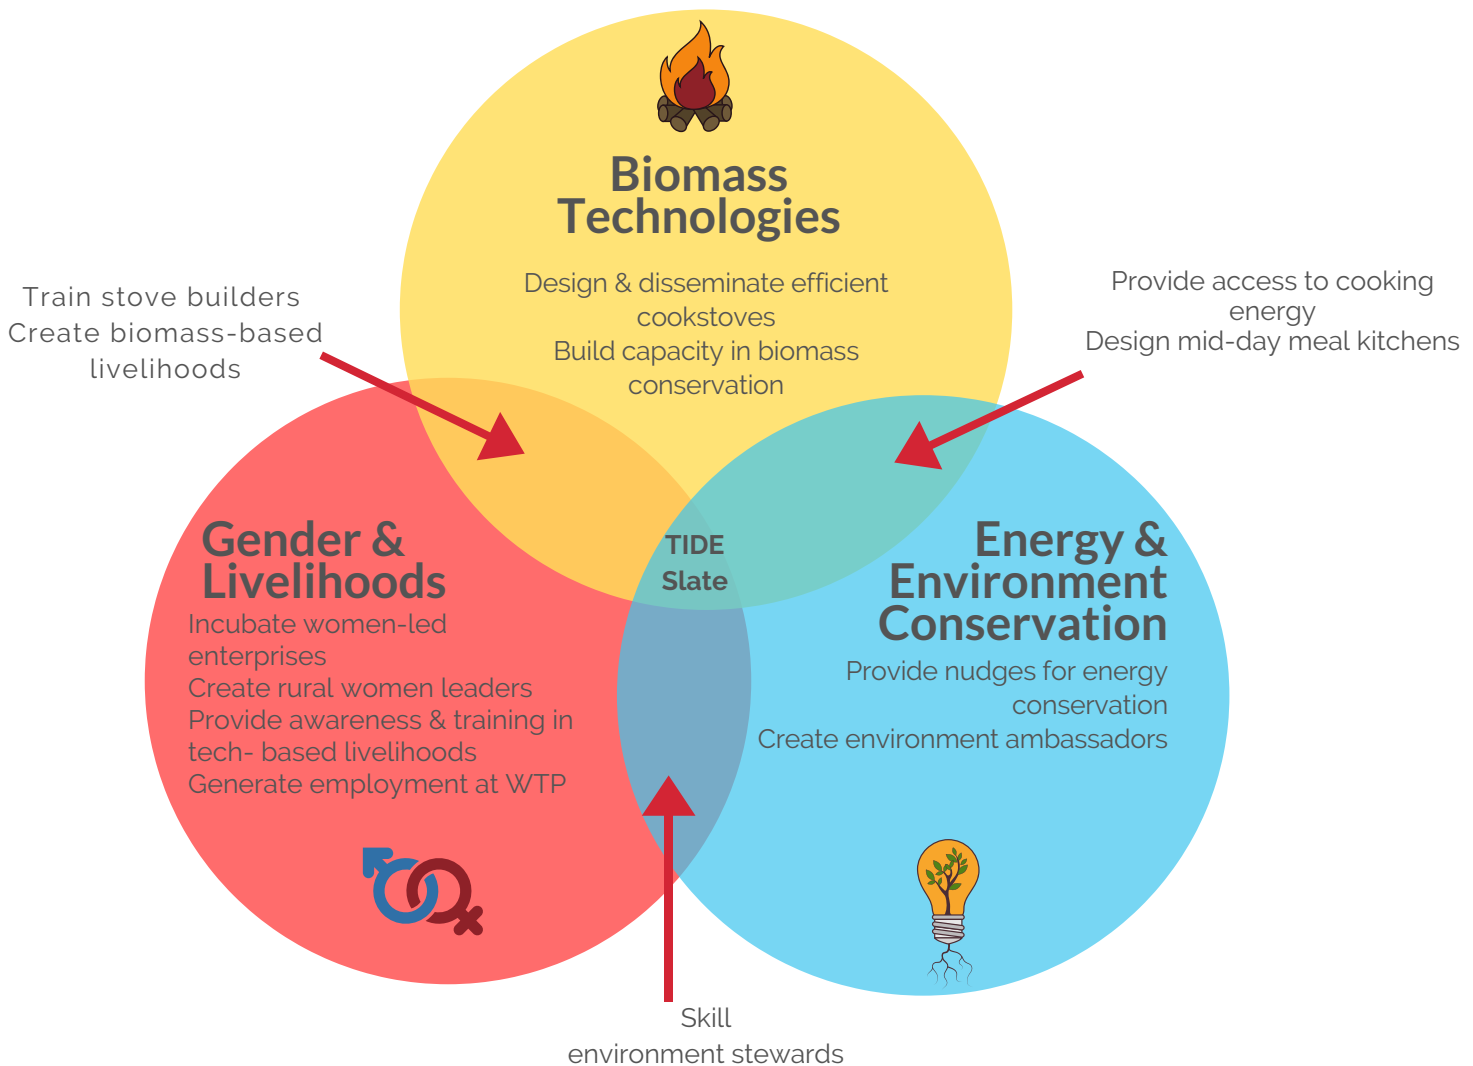 Biomass
Technologies
Design & disseminate efficient
cookstoves
Build capacity in biomass
conservation
Train stove builders
Create biomass-based
livelihoods
Provide access to cooking
energy
Design mid-day meal kitchens
Gender &
Livelihoods
Incubate women-led
enterprises
Create rural women leaders
Provide awareness & training in
tech- based livelihoods
Generate employment at WTP
TIDE
Slate
Energy &
Environment
Conservation
Provide nudges for energy
conservation
Create environment ambassadors
Skill
environment stewards